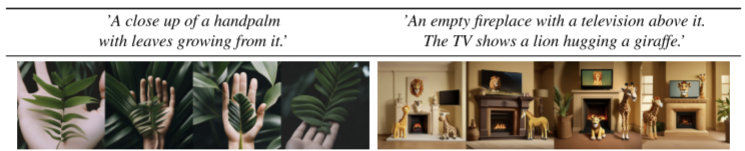 'A close up of a handpalm
with leaves growing from it.'
'An empty fireplace with a television above it.
The TV shows a lion hugging a giraffe.'